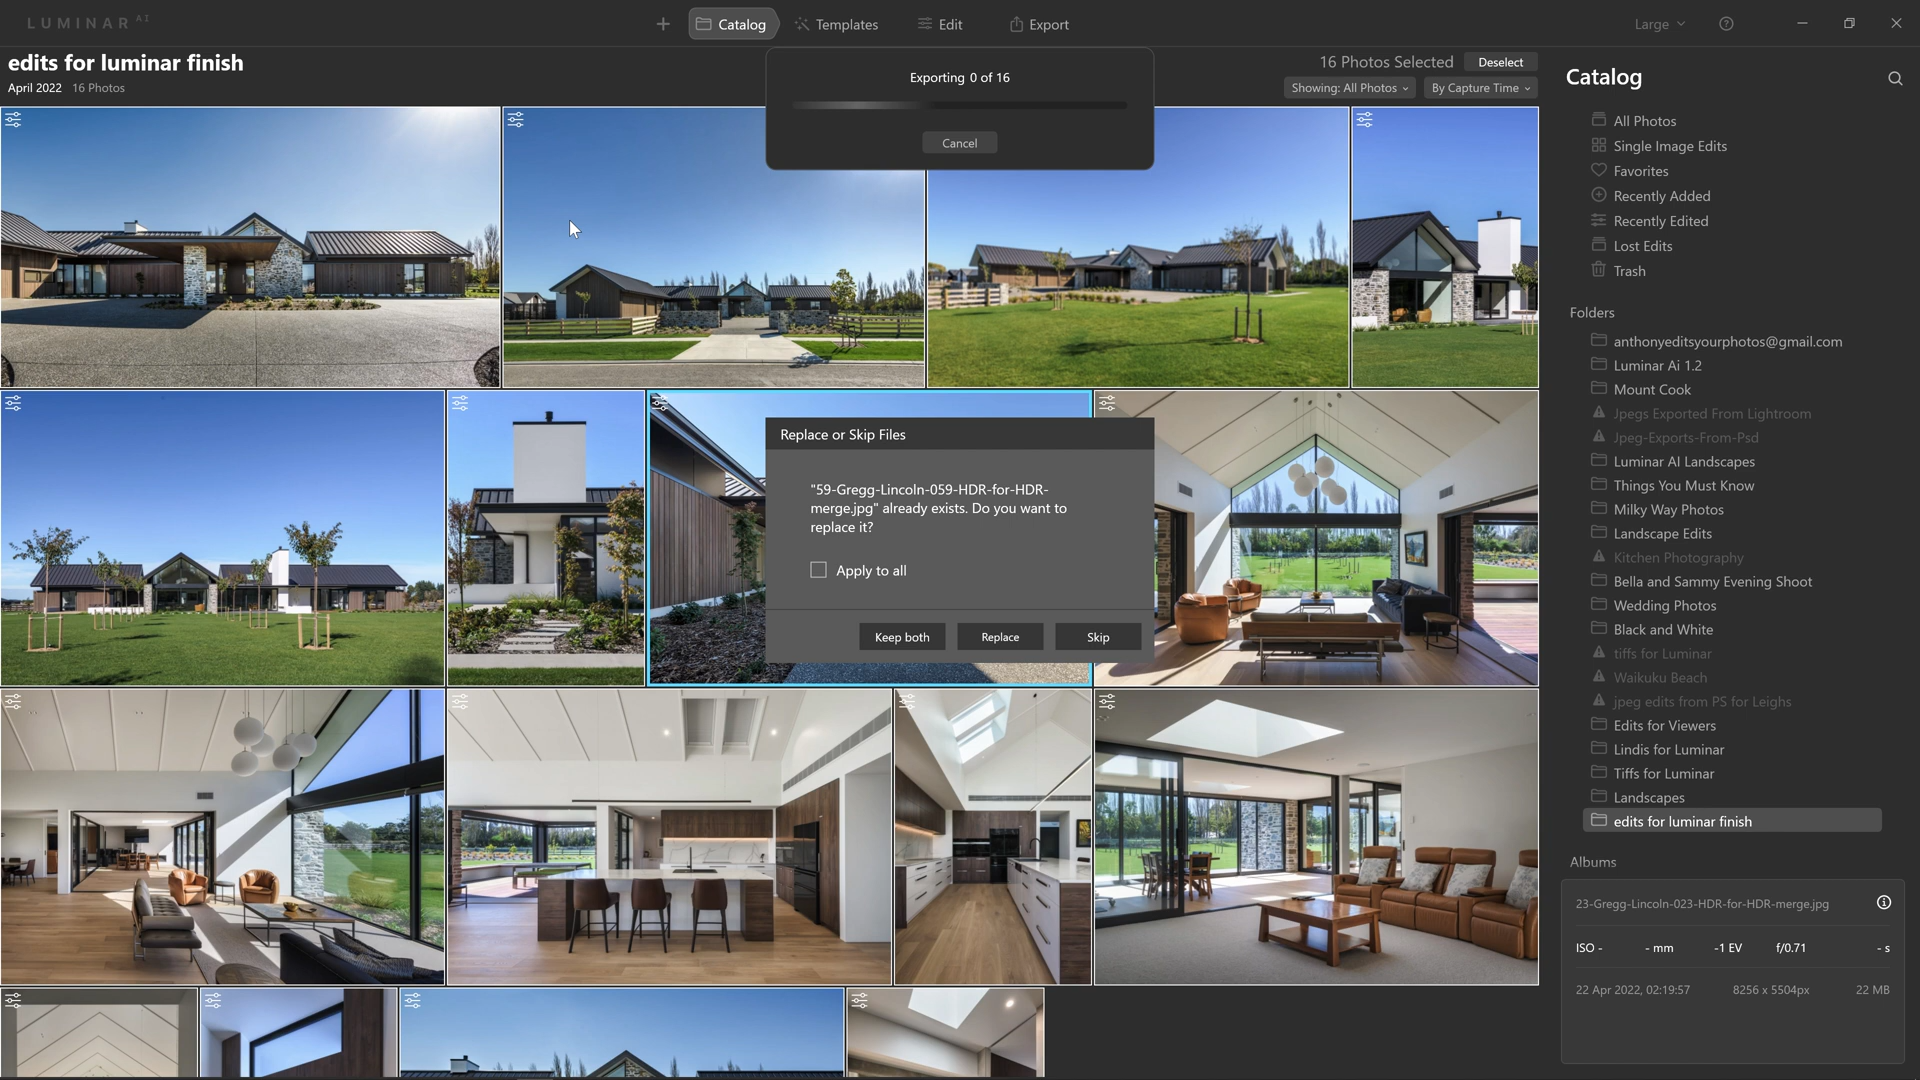 LUMINAR AI
Catalog
Templates
Edit
Export
Large
edits for luminar finish
April 2022 16 Photos
Exporting 0 of 16
Cancel
16 Photos Selected
Deselect
Showing: All Photos
By Capture Time
Replace or Skip Files
"59-Gregg-Lincoln-059-HDR-for-HDR-
merge.jpg" already exists. Do you want to
replace it?
Apply to all
Keep both
Replace
Skip
Catalog
All Photos
Single Image Edits
Favorites
Recently Added
Recently Edited
Lost Edits
Trash
Folders
anthonyeditsyourphotos@gmail.com
Luminar Ai 1.2
Mount Cook
Jpegs Exported From Lightroom
Jpeg-Exports-From-Psd
Luminar AI Landscapes
Things You Must Know
Milky Way Photos
Landscape Edits
Kitchen Photography
Bella and Sammy Evening Shoot
Wedding Photos
Black and White
tiffs for Luminar
Waikuku Beach
jpeg edits from PS for Leighs
Edits for Viewers
Lindis for Luminar
Tiffs for Luminar
Landscapes
edits for luminar finish
Albums
23-Gregg-Lincoln-023-HDR-for-HDR-merge.jpg
ISO - - mm -1 EV f/0.71 - s
22 Apr 2022, 02:19:57 8256 x 5504px 22 MB